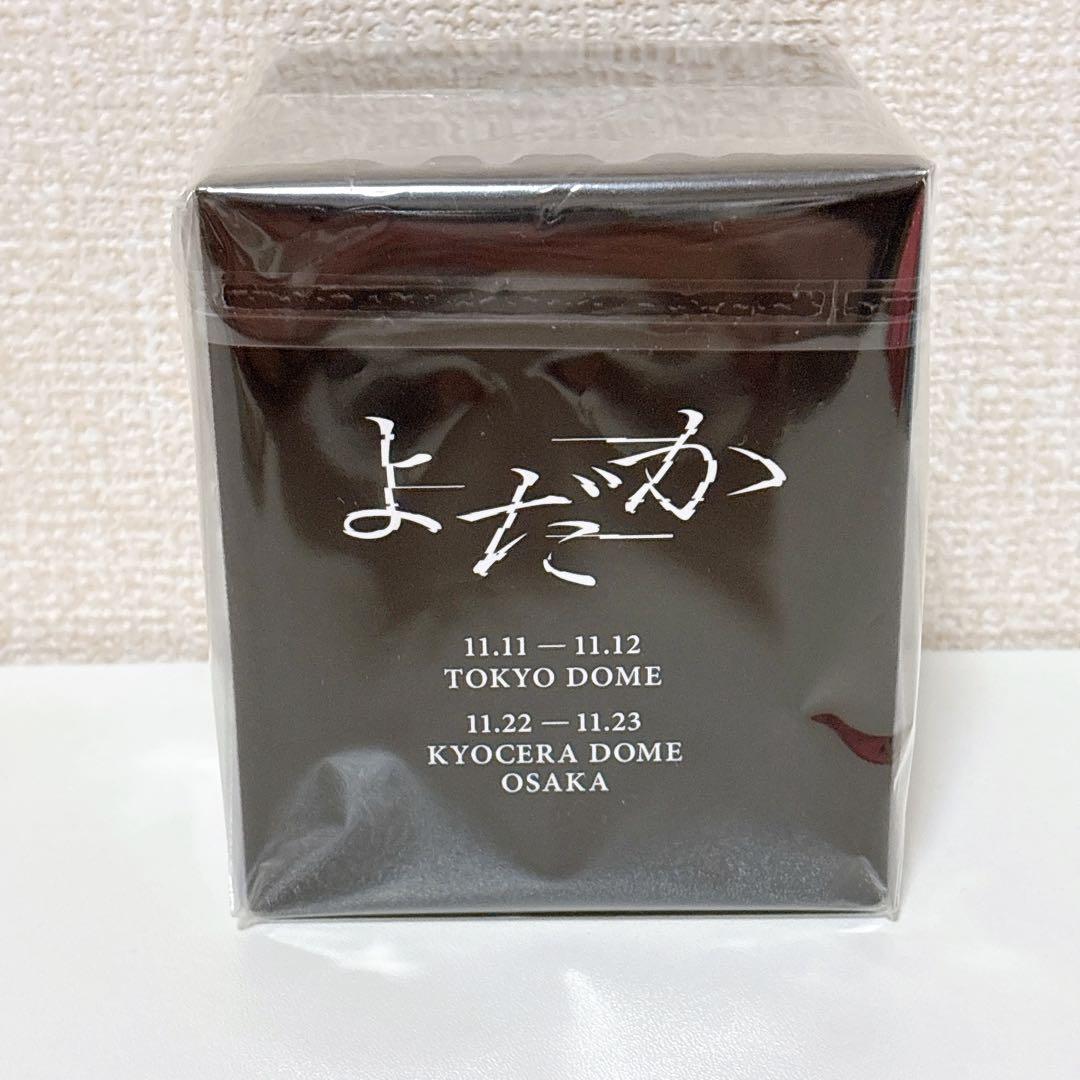 よだか
11.11 — 11.12
TOKYO DOME
11.22 — 11.23
KYOCERA DOME
OSAKA